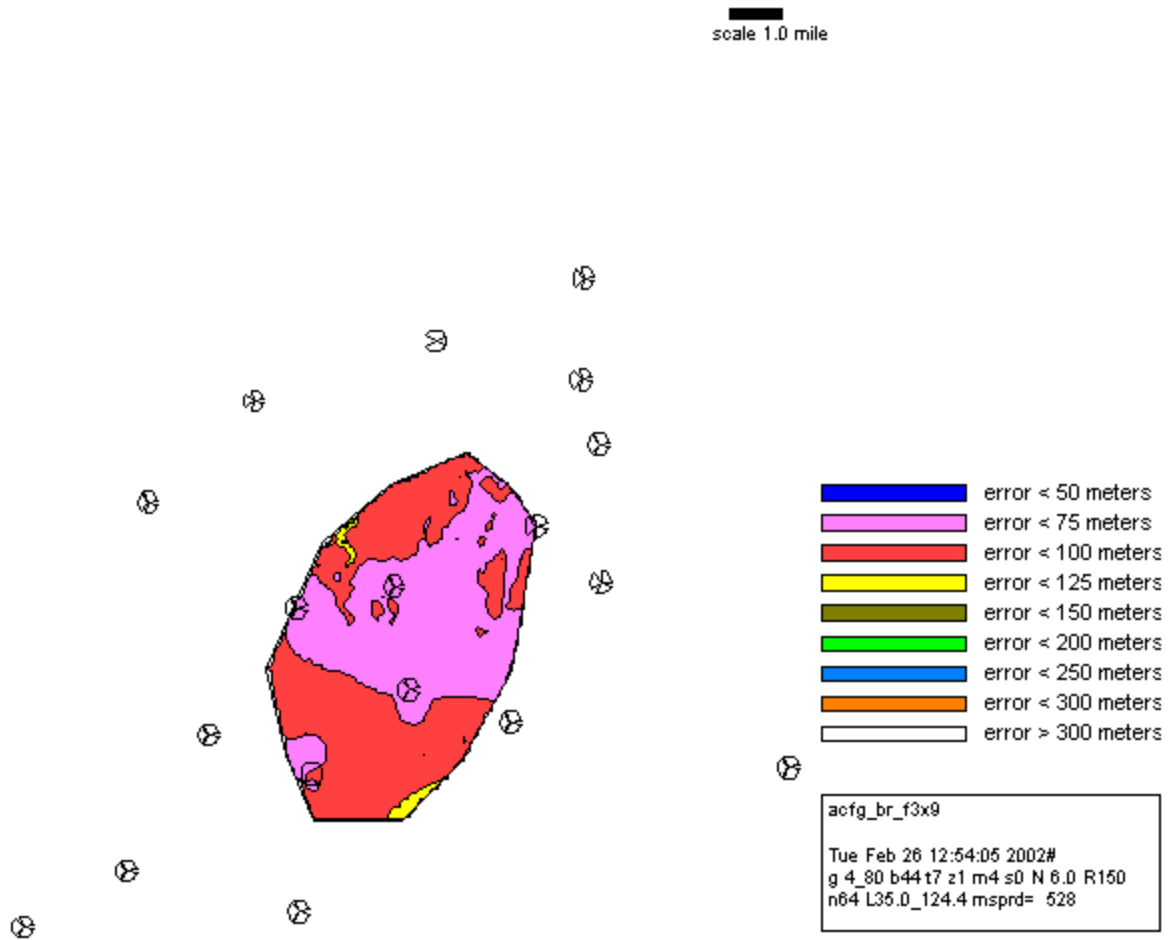 scale 1.0 mile
error < 50 meters
error < 75 meters
error < 100 meters
error < 125 meters
error < 150 meters
error < 200 meters
error < 250 meters
error < 300 meters
error > 300 meters
acfg_br_f3x9
Tue Feb 26 12:54:05 2002#
g 4_80 b44 t7 z1 m4 s0 N 6.0 R150
n64 L35.0_124.4 msprd= 528